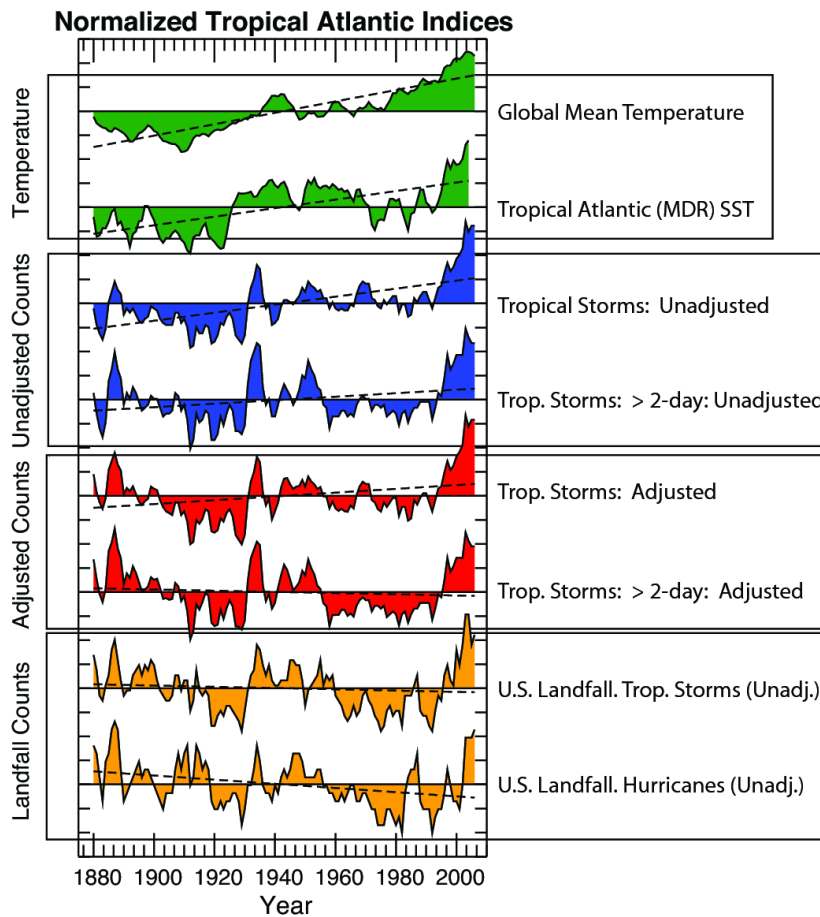 Normalized Tropical Atlantic Indices
Temperature
Global Mean Temperature
Tropical Atlantic (MDR) SST
Unadjusted Counts
Tropical Storms: Unadjusted
Trop. Storms: > 2-day: Unadjusted
Adjusted Counts
Trop. Storms: Adjusted
Trop. Storms: > 2-day: Adjusted
Landfall Counts
U.S. Landfall. Trop. Storms (Unadj.)
U.S. Landfall. Hurricanes (Unadj.)
1880 1900 1920 1940 1960 1980 2000
Year